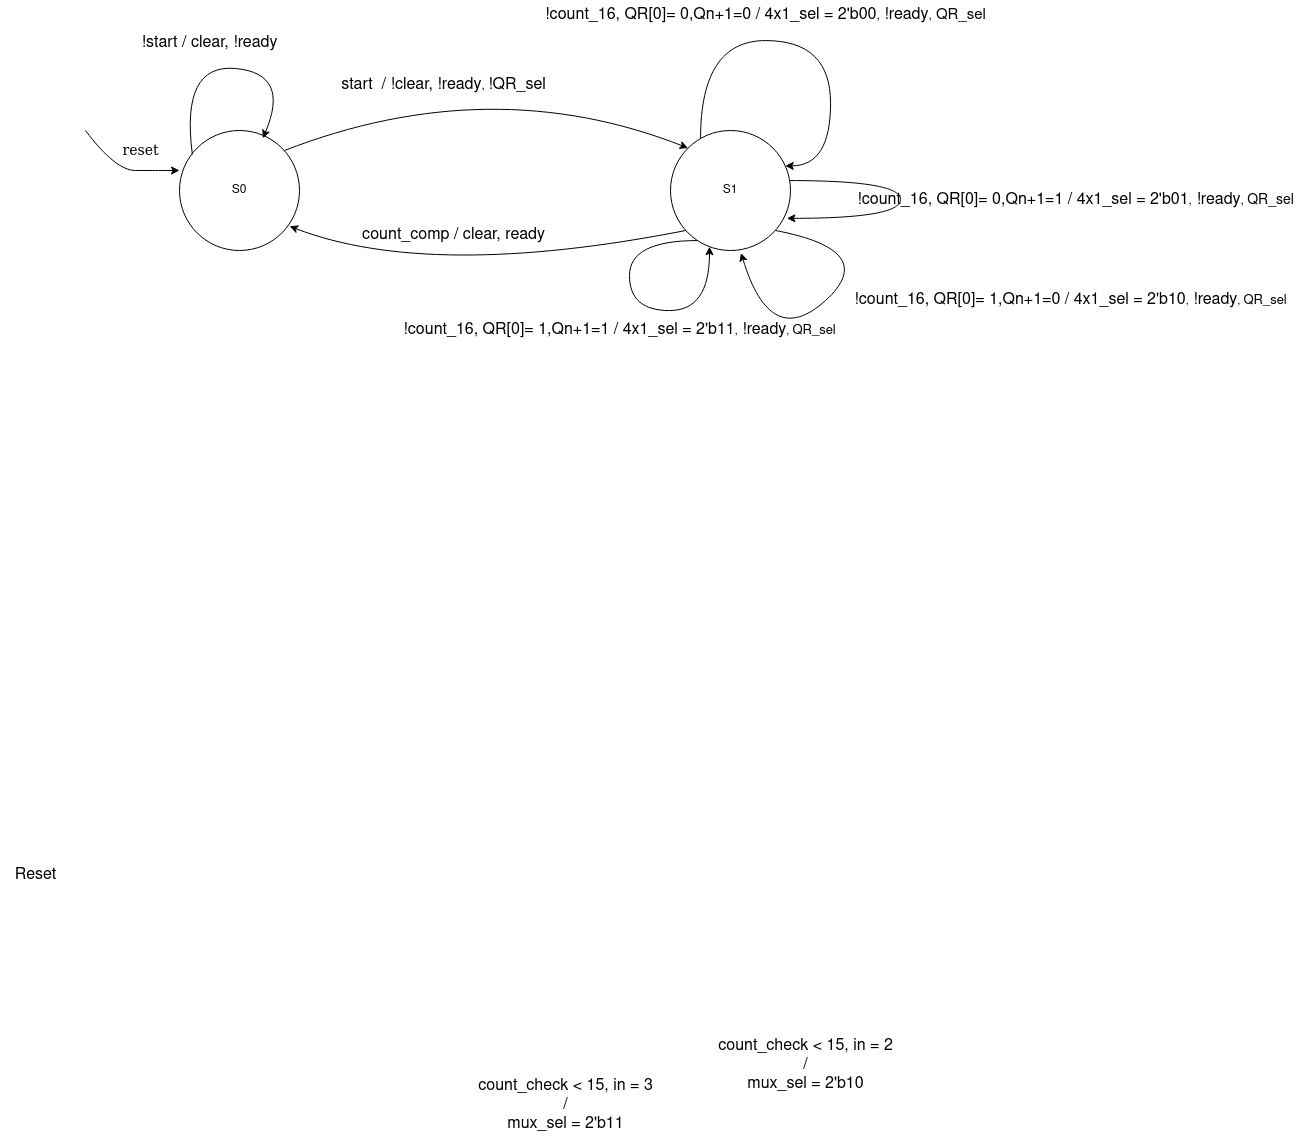 !count_16, QR[0]= 0,Qn+1=0 / 4x1_sel = 2'b00, !ready, QR_sel
!start / clear, !ready
start  / !clear, !ready, !QR_sel
reset
S0
S1
!count_16, QR[0]= 0,Qn+1=1 / 4x1_sel = 2'b01, !ready, QR_sel
count_comp / clear, ready
!count_16, QR[0]= 1,Qn+1=0 / 4x1_sel = 2'b10, !ready, QR_sel
!count_16, QR[0]= 1,Qn+1=1 / 4x1_sel = 2'b11, !ready, QR_sel
Reset
count_check < 15, in = 2
/
mux_sel = 2'b10
count_check < 15, in = 3
/
mux_sel = 2'b11